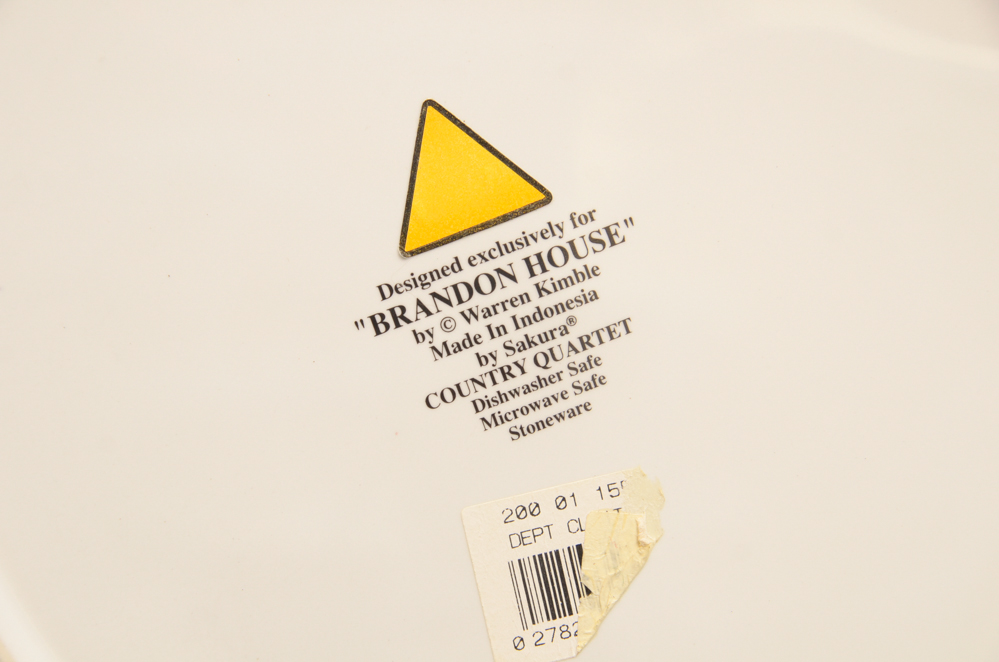 Designed exclusively for
"BRANDON HOUSE"
by © Warren Kimble
Made In Indonesia
by Sakura®
COUNTRY QUARTET
Dishwasher Safe
Microwave Safe
Stoneware
200 01
DEPT
0 2782